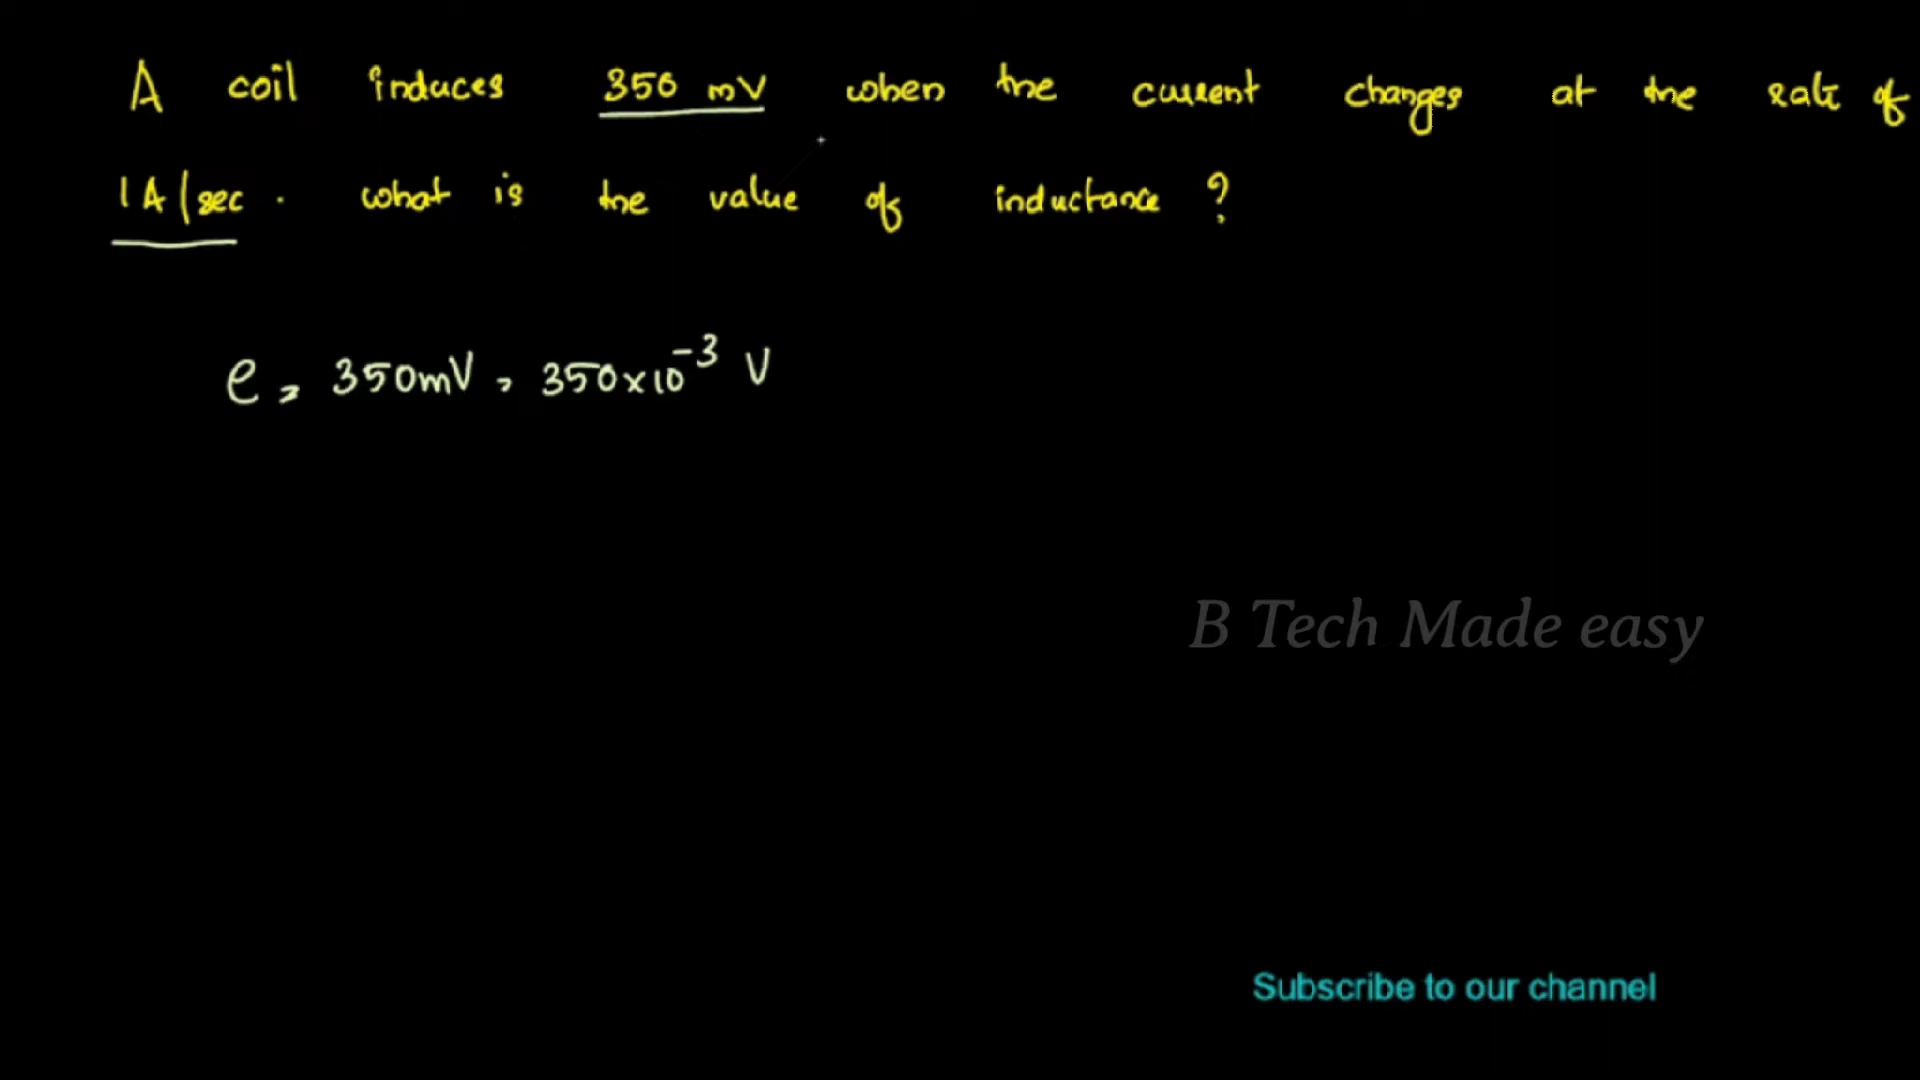 A coil induces 350 mV when the current changes at the rate of
1A/sec. what is the value of inductance ?
e = 350mV = 350×10⁻³ V
B Tech Made easy
Subscribe to our channel